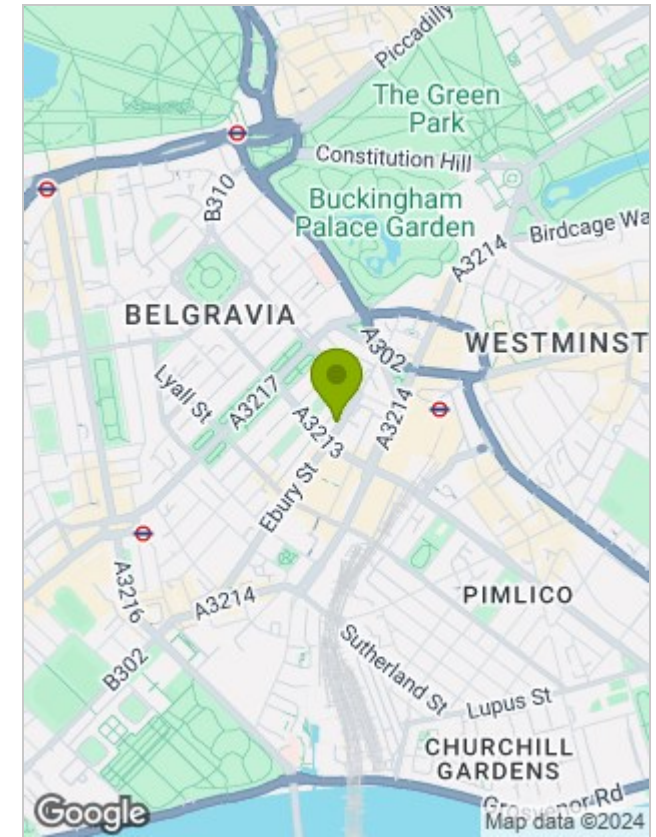 Piccadilly
The Green
Park
Constitution Hill
B310
Buckingham
Palace Garden
Birdcage Wa
A3214
BELGRAVIA
A302
WESTMINST
Lyall St
A3217
A3213
A3214
Ebury St
A3216
A3214
PIMLICO
B302
Sutherland St
Lupus St
CHURCHILL
GARDENS
Grosvenor Rd
Google
Map data ©2024